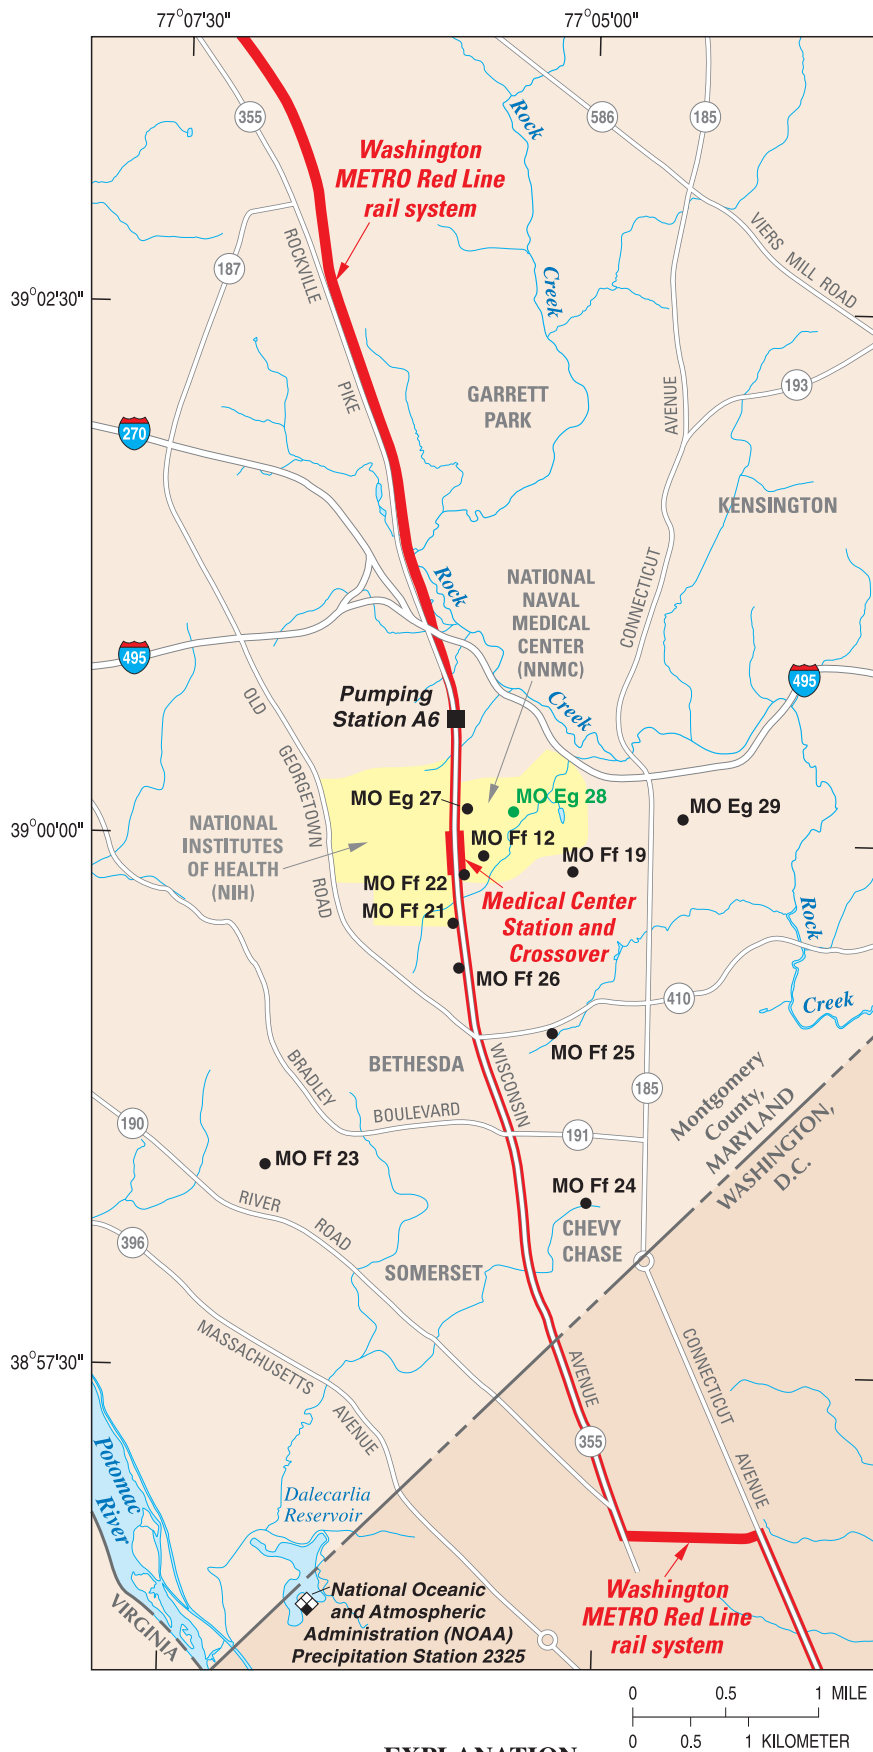 77°07'30"
77°05'00"
355
586
185
Rock
Washington
METRO Red Line
rail system
VIERS MILL ROAD
187
ROCKVILLE
Creek
39°02'30"
PIKE
193
GARRETT
PARK
AVENUE
270
KENSINGTON
Rock
NATIONAL
NAVAL
MEDICAL
CENTER
(NNMC)
CONNECTICUT
495
495
OLD
Pumping
Station A6
Creek
GEORGETOWN
MO Eg 27
MO Eg 28
MO Eg 29
39°00'00"
NATIONAL
INSTITUTES
OF HEALTH
(NIH)
MO Ff 12
MO Ff 19
MO Ff 22
ROAD
MO Ff 21
Medical Center
Station and
Crossover
Rock
MO Ff 26
410
Creek
MO Ff 25
WISCONSIN
BETHESDA
BRADLEY
BOULEVARD
185
Montgomery
County,
MARYLAND
WASHINGTON,
D.C.
190
191
MO Ff 23
MO Ff 24
RIVER
ROAD
396
CHEVY
CHASE
SOMERSET
MASSACHUSETTS
AVENUE
38°57'30"
AVENUE
CONNECTICUT
AVENUE
355
Potomac
River
Dalecarlia
Reservoir
VIRGINIA
National Oceanic
and Atmospheric
Administration (NOAA)
Precipitation Station 2325
Washington
METRO Red Line
rail system
0 0.5 1 MILE
0 0.5 1 KILOMETER
EXPLANATION